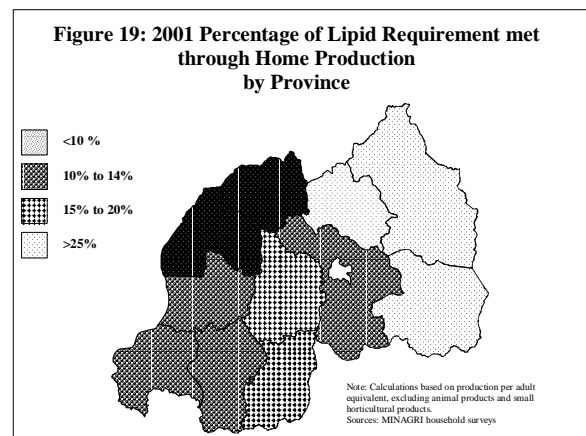 Figure 19: 2001 Percentage of Lipid Requirement met
through Home Production
by Province
<10 %
10% to 14%
15% to 20%
>25%
Note: Calculations based on production per adult
equivalent, excluding animal products and small
horticultural products.
Sources: MINAGRI household surveys